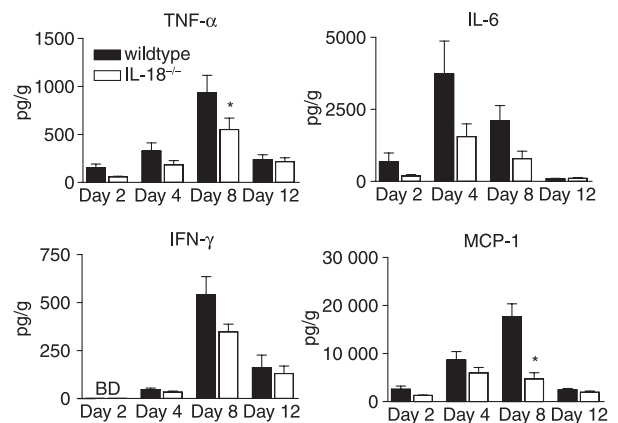 TNF-α
1500
1000
500
0
pg/g
wildtype
IL-18⁻/⁻
*
Day 2 Day 4 Day 8 Day 12
IL-6
5000
2500
0
pg/g
Day 2 Day 4 Day 8 Day 12
IFN-γ
750
500
250
0
pg/g
BD
Day 2 Day 4 Day 8 Day 12
MCP-1
30 000
20 000
10 000
0
pg/g
*
Day 2 Day 4 Day 8 Day 12